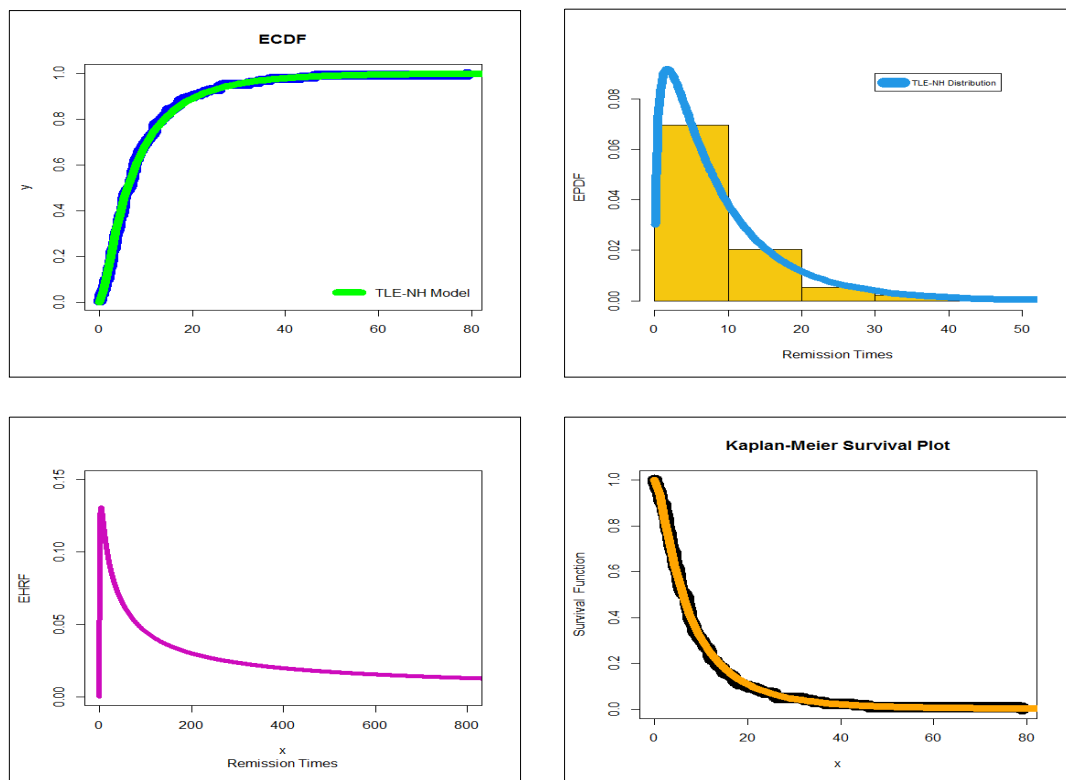 ECDF
y
0.0 0.2 0.4 0.6 0.8 1.0
0 20 40 60 80
TLE-NH Model
EPDF
0.00 0.02 0.04 0.06 0.08
TLE-NH Distribution
0 10 20 30 40 50
Remission Times
EHRF
0.00 0.05 0.10 0.15
0 200 400 600 800
x
Remission Times
Kaplan-Meier Survival Plot
Survival Function
0.0 0.2 0.4 0.6 0.8 1.0
0 20 40 60 80
x